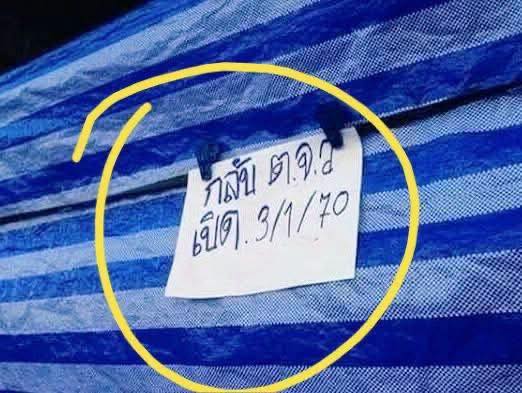 กลับ ต.จ.ว
เปิด. 3/1/70